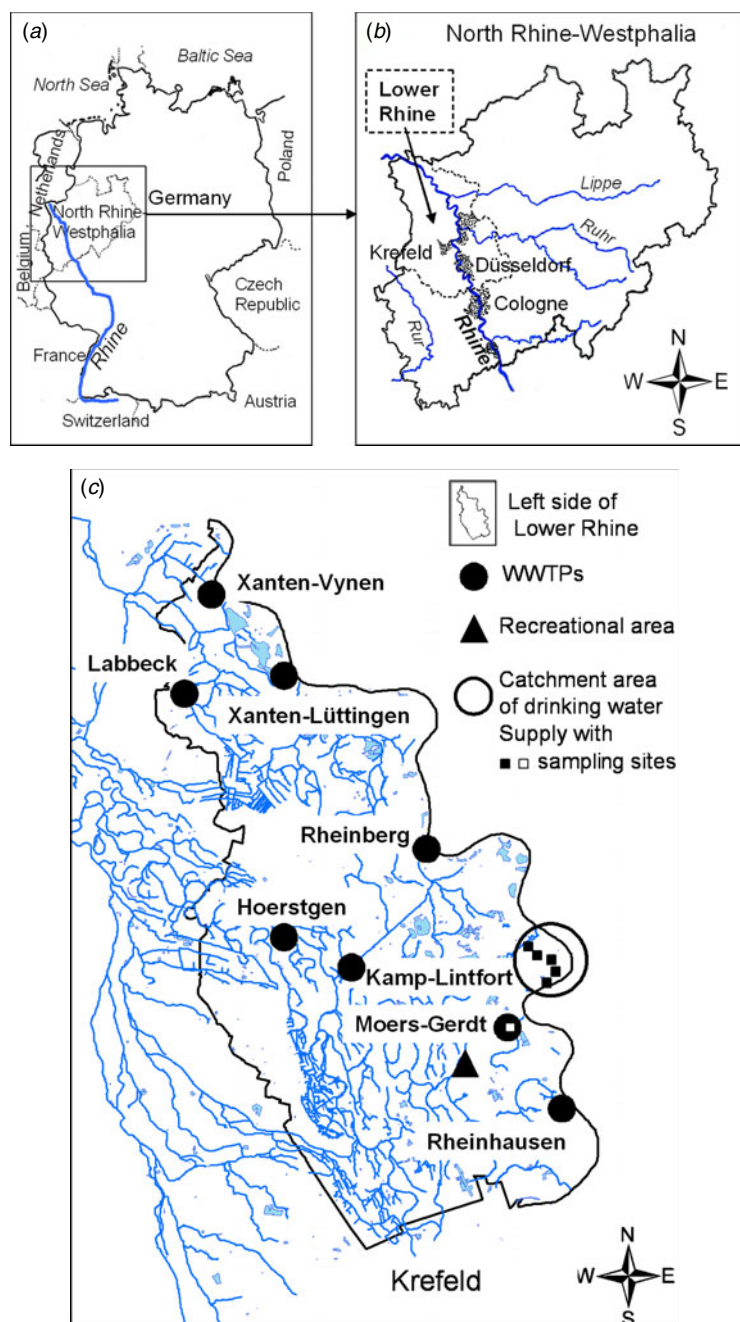 (a)
Baltic Sea
North Sea
Netherlands
Poland
Germany
North Rhine-
Westphalia
Belgium
Czech
Republic
France
Rhine
Austria
Switzerland
(b)
North Rhine-Westphalia
Lower
Rhine
Lippe
Ruhr
Krefeld
Düsseldorf
Cologne
Rur
Rhine
N
W E
S
(c)
Left side of
Lower Rhine
Xanten-Vynen
WWTPs
Recreational area
Labbeck
Catchment area
of drinking water
Supply with
sampling sites
Xanten-Lüttingen
Rheinberg
Hoerstgen
Kamp-Lintfort
Moers-Gerdt
Rheinhausen
Krefeld
N
W E
S